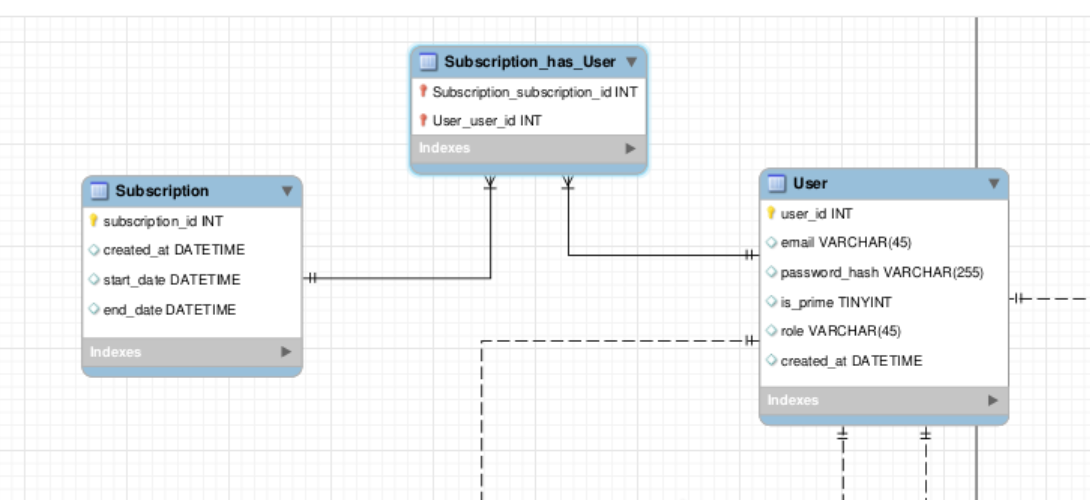 Subscription_has_User
Subscription_subscription_id INT
User_user_id INT
Indexes
Subscription
subscription_id INT
created_at DATETIME
start_date DATETIME
end_date DATETIME
Indexes
User
user_id INT
email VARCHAR(45)
password_hash VARCHAR(255)
is_prime TINYINT
role VARCHAR(45)
created_at DATETIME
Indexes